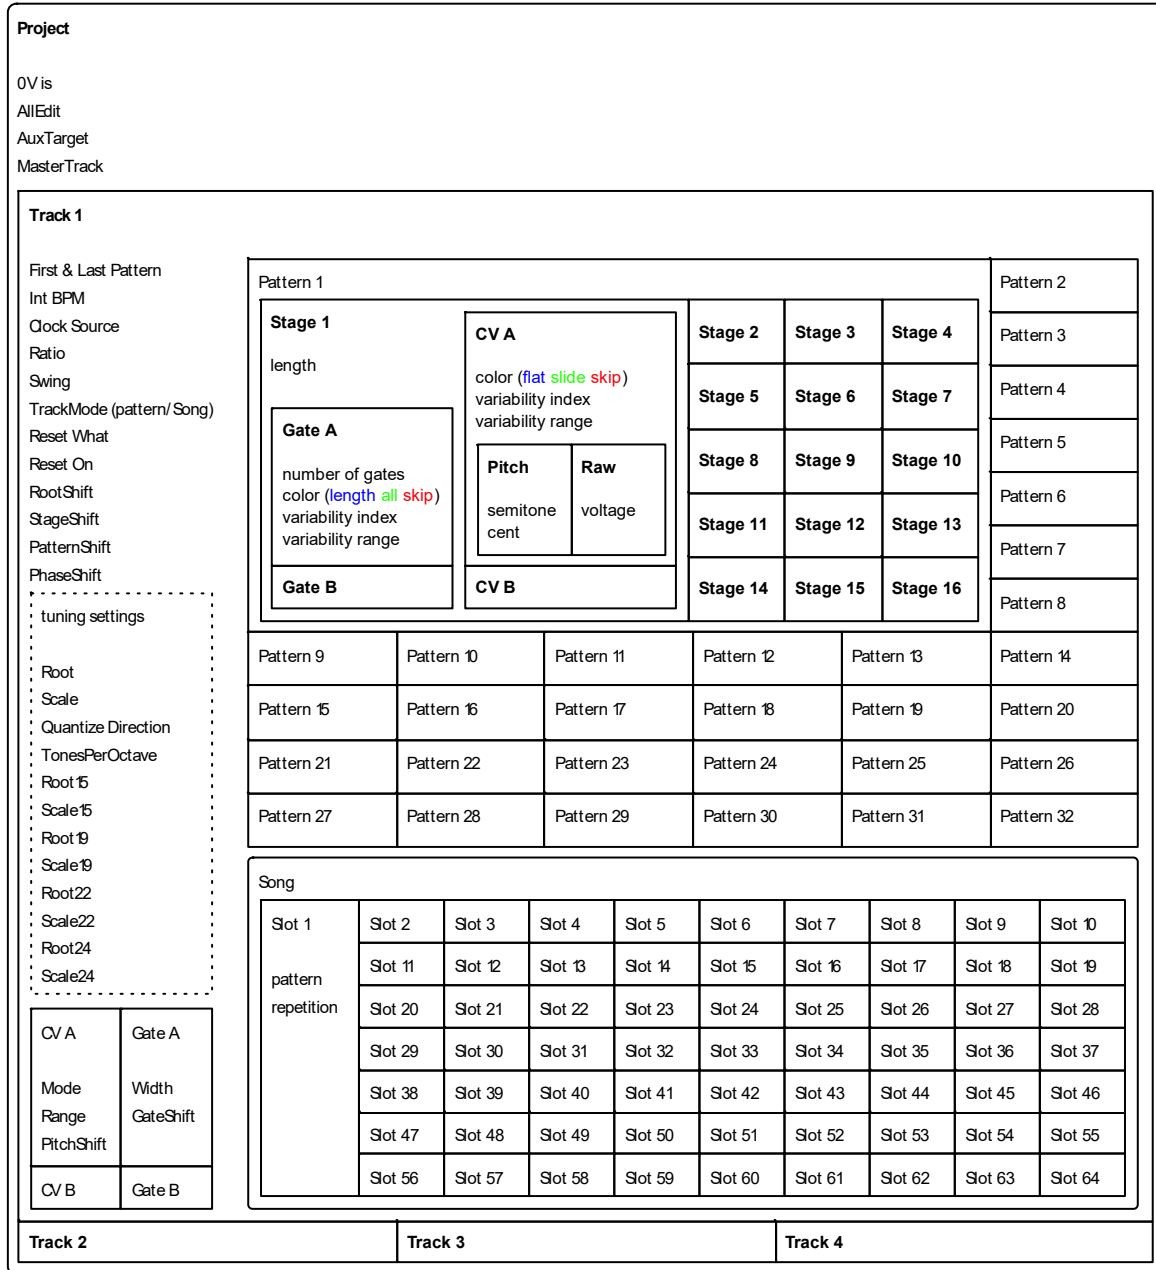 Project
0V is
AllEdit
AuxTarget
MasterTrack
Track 1
First & Last Pattern
Int BPM
Clock Source
Ratio
Swing
TrackMode (pattern/Song)
Reset What
Reset On
RootShift
StageShift
PatternShift
PhaseShift
tuning settings
Root
Scale
Quantize Direction
TonesPerOctave
Root15
Scale15
Root19
Scale19
Root22
Scale22
Root24
Scale24
CV A
Mode
Range
PitchShift
Gate A
Width
GateShift
CV B
Gate B
Pattern 1
Stage 1
length
Gate A
number of gates
color (length all skip)
variability index
variability range
Gate B
CV A
color (flat slide skip)
variability index
variability range
Pitch
semitone
cent
Raw
voltage
CV B
Stage 2 Stage 3 Stage 4
Stage 5 Stage 6 Stage 7
Stage 8 Stage 9 Stage 10
Stage 11 Stage 12 Stage 13
Stage 14 Stage 15 Stage 16
Pattern 2
Pattern 3
Pattern 4
Pattern 5
Pattern 6
Pattern 7
Pattern 8
Pattern 9 Pattern 10 Pattern 11 Pattern 12 Pattern 13 Pattern 14
Pattern 15 Pattern 16 Pattern 17 Pattern 18 Pattern 19 Pattern 20
Pattern 21 Pattern 22 Pattern 23 Pattern 24 Pattern 25 Pattern 26
Pattern 27 Pattern 28 Pattern 29 Pattern 30 Pattern 31 Pattern 32
Song
Slot 1
pattern
repetition
Slot 2 Slot 3 Slot 4 Slot 5 Slot 6 Slot 7 Slot 8 Slot 9 Slot 10
Slot 11 Slot 12 Slot 13 Slot 14 Slot 15 Slot 16 Slot 17 Slot 18 Slot 19
Slot 20 Slot 21 Slot 22 Slot 23 Slot 24 Slot 25 Slot 26 Slot 27 Slot 28
Slot 29 Slot 30 Slot 31 Slot 32 Slot 33 Slot 34 Slot 35 Slot 36 Slot 37
Slot 38 Slot 39 Slot 40 Slot 41 Slot 42 Slot 43 Slot 44 Slot 45 Slot 46
Slot 47 Slot 48 Slot 49 Slot 50 Slot 51 Slot 52 Slot 53 Slot 54 Slot 55
Slot 56 Slot 57 Slot 58 Slot 59 Slot 60 Slot 61 Slot 62 Slot 63 Slot 64
Track 2 Track 3 Track 4